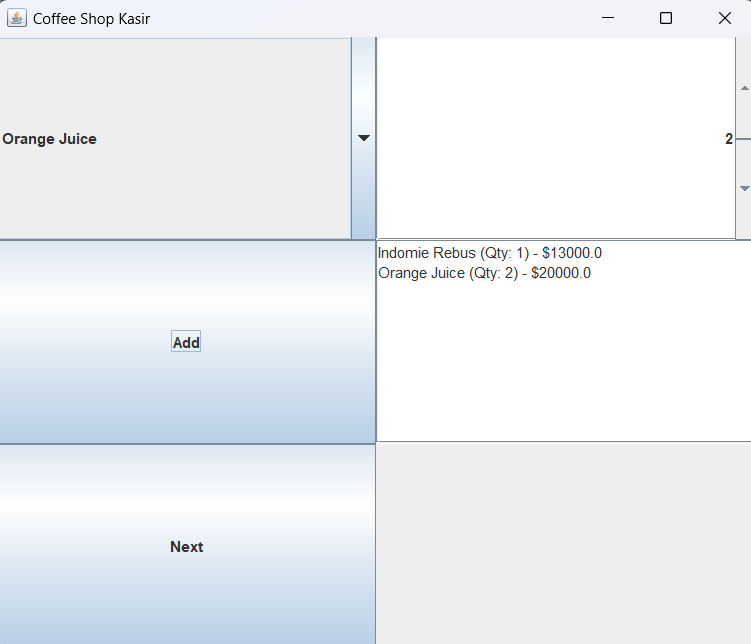 Coffee Shop Kasir
Orange Juice
2
Add
Indomie Rebus (Qty: 1) - $13000.0
Orange Juice (Qty: 2) - $20000.0
Next